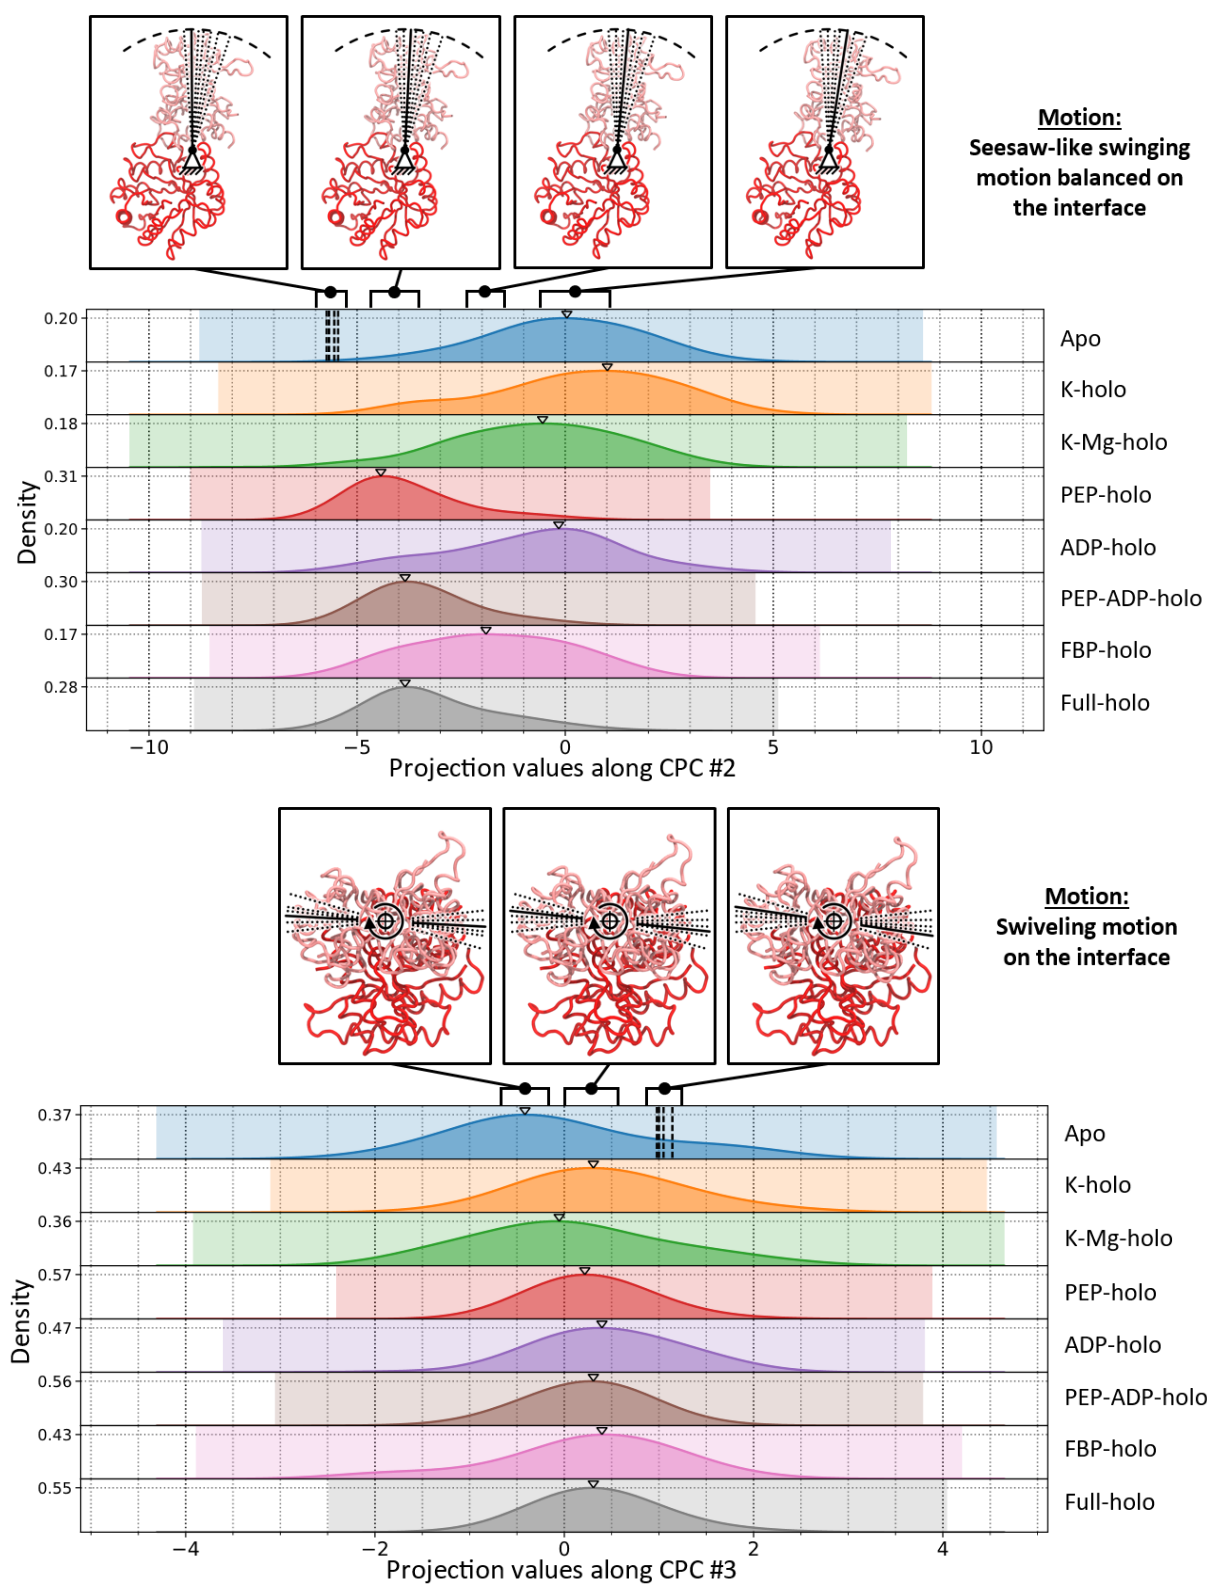 Motion:
Seesaw-like swinging
motion balanced on
the interface
0.20
Apo
0.17
K-holo
0.18
K-Mg-holo
0.31
PEP-holo
0.20
ADP-holo
0.30
PEP-ADP-holo
0.17
FBP-holo
0.28
Full-holo
Density
−10 −5 0 5 10
Projection values along CPC #2
Motion:
Swiveling motion
on the interface
0.37
Apo
0.43
K-holo
0.36
K-Mg-holo
0.57
PEP-holo
0.47
ADP-holo
0.56
PEP-ADP-holo
0.43
FBP-holo
0.55
Full-holo
Density
−4 −2 0 2 4
Projection values along CPC #3